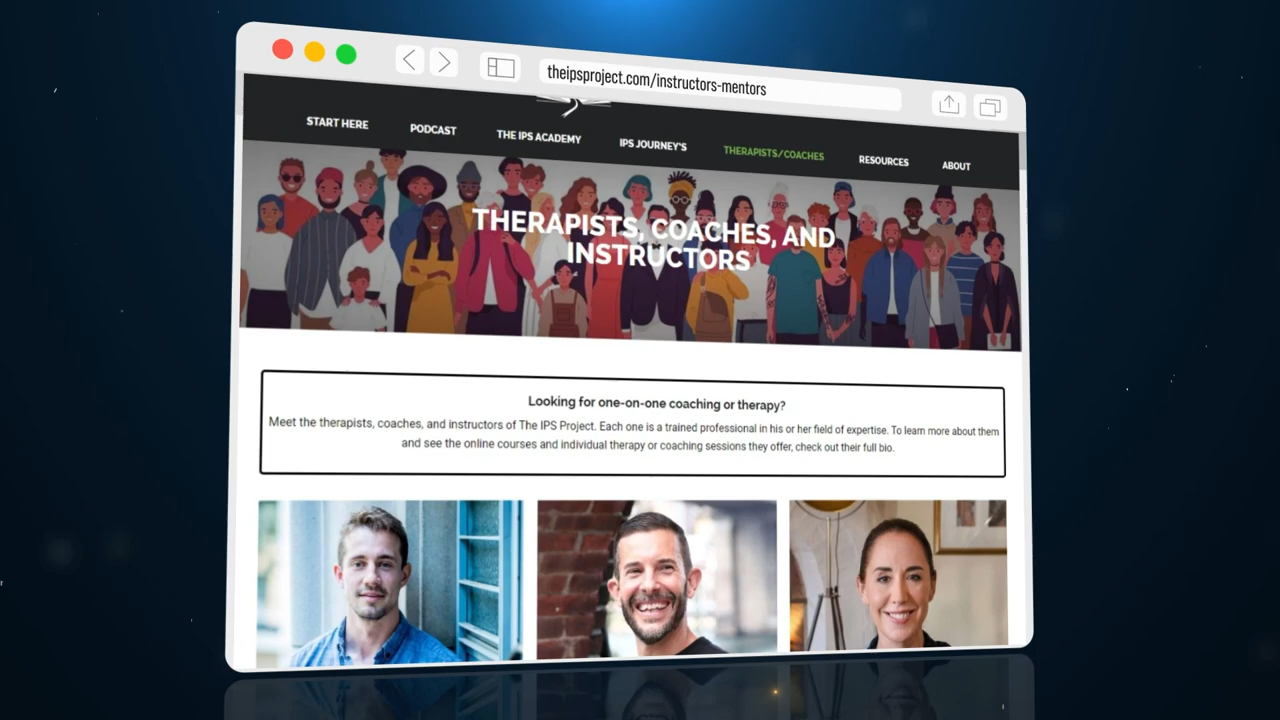 theipsproject.com/instructors-mentors
START HERE PODCAST THE IPS ACADEMY IPS JOURNEY'S THERAPISTS/COACHES RESOURCES ABOUT
THERAPISTS, COACHES, AND
INSTRUCTORS
Looking for one-on-one coaching or therapy?
Meet the therapists, coaches, and instructors of The IPS Project. Each one is a trained professional in his or her field of expertise. To learn more about them
and see the online courses and individual therapy or coaching sessions they offer, check out their full bio.